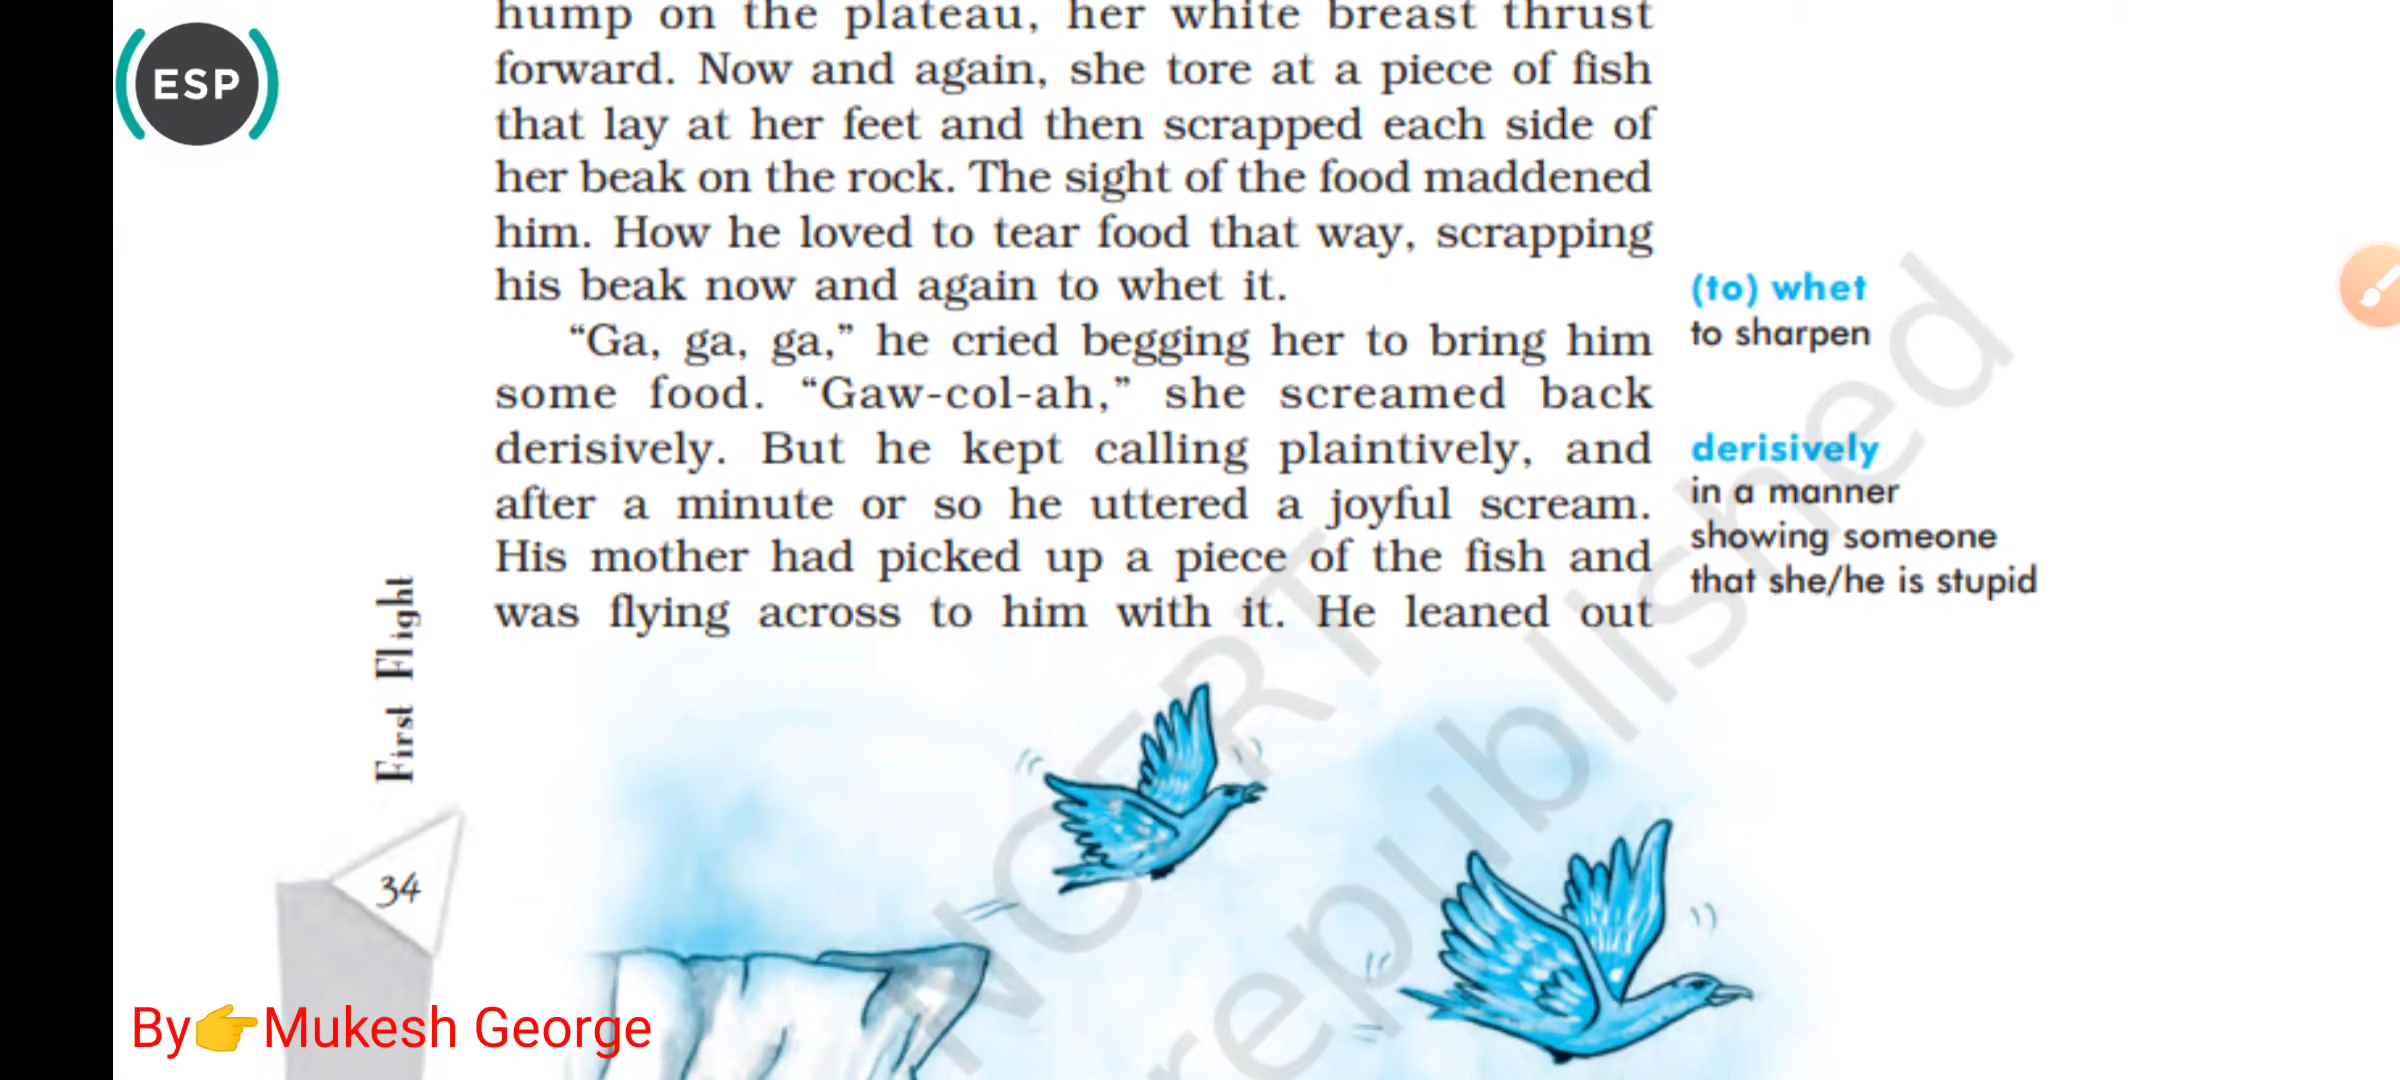 ESP
hump on the plateau, her white breast thrust
forward. Now and again, she tore at a piece of fish
that lay at her feet and then scrapped each side of
her beak on the rock. The sight of the food maddened
him. How he loved to tear food that way, scrapping
his beak now and again to whet it.
“Ga, ga, ga,” he cried begging her to bring him
some food. “Gaw-col-ah,” she screamed back
derisively. But he kept calling plaintively, and
after a minute or so he uttered a joyful scream.
His mother had picked up a piece of the fish and
was flying across to him with it. He leaned out
(to) whet
to sharpen
derisively
in a manner
showing someone
that she/he is stupid
First Flight
34
NCERT
republished
By👉Mukesh George